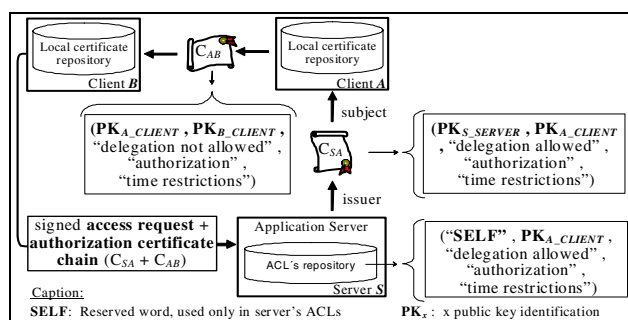 Local certificate
repository
Client B
C_AB
Local certificate
repository
Client A
subject
(PK_A_CLIENT , PK_B_CLIENT ,
“delegation not allowed” ,
“authorization” ,
“time restrictions”)
C_SA
(PK_S_SERVER , PK_A_CLIENT
, “delegation allowed” ,
“authorization” ,
“time restrictions”)
issuer
signed access request +
authorization certificate
chain (C_SA + C_AB)
Application Server
ACL´s repository
Server S
(“SELF” , PK_A_CLIENT ,
“delegation allowed” ,
“authorization” ,
“time restrictions”)
Caption:
SELF: Reserved word, used only in server’s ACLs
PK_x : x public key identification